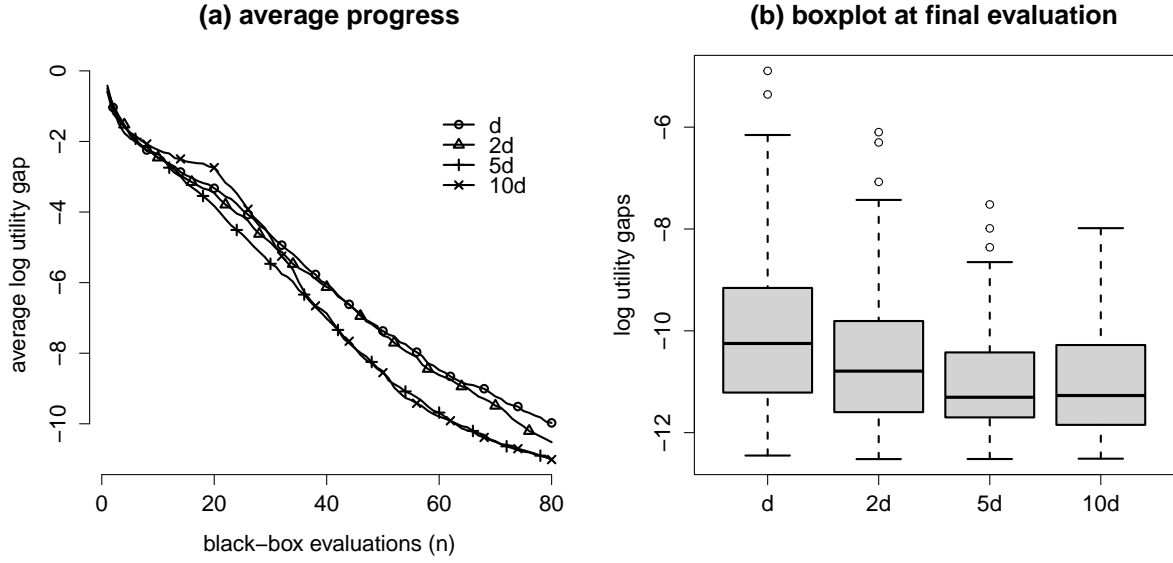 (a) average progress
average log utility gap
0
−2
−4
−6
−8
−10
d
2d
5d
10d
0 20 40 60 80
black−box evaluations (n)
(b) boxplot at final evaluation
log utility gaps
−6
−8
−10
−12
d 2d 5d 10d